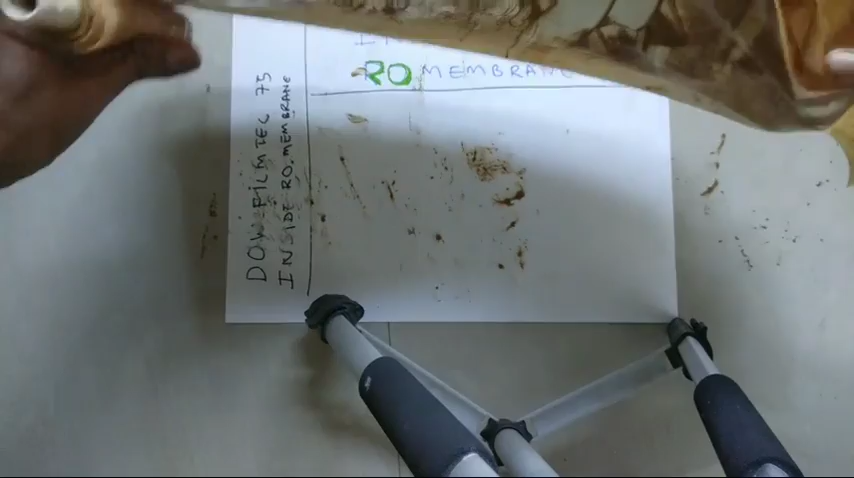 RO MEMBRANE
DOW FILMTEC 75
INSIDE RO. MEMBRANE